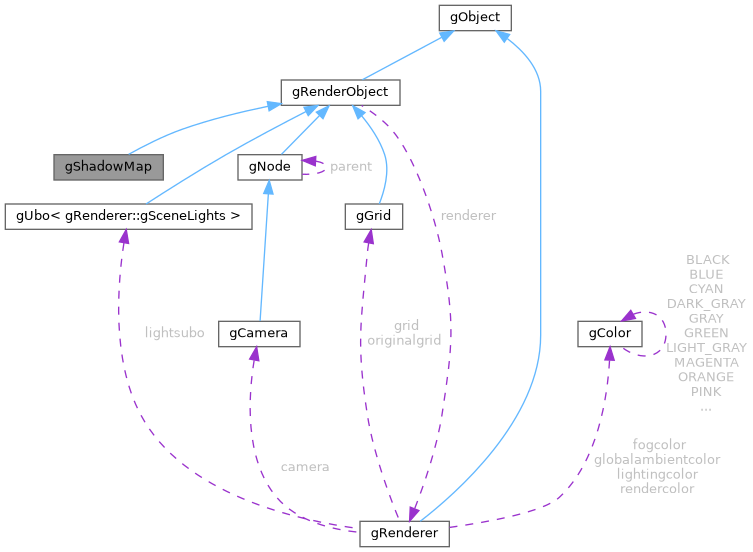 gObject
gRenderObject
gShadowMap
gNode
parent
gUbo< gRenderer::gSceneLights >
gGrid
renderer
BLACK
BLUE
CYAN
DARK_GRAY
GRAY
GREEN
LIGHT_GRAY
MAGENTA
ORANGE
PINK
...
lightsubo
gCamera
grid
originalgrid
gColor
camera
fogcolor
globalambientcolor
lightingcolor
rendercolor
gRenderer